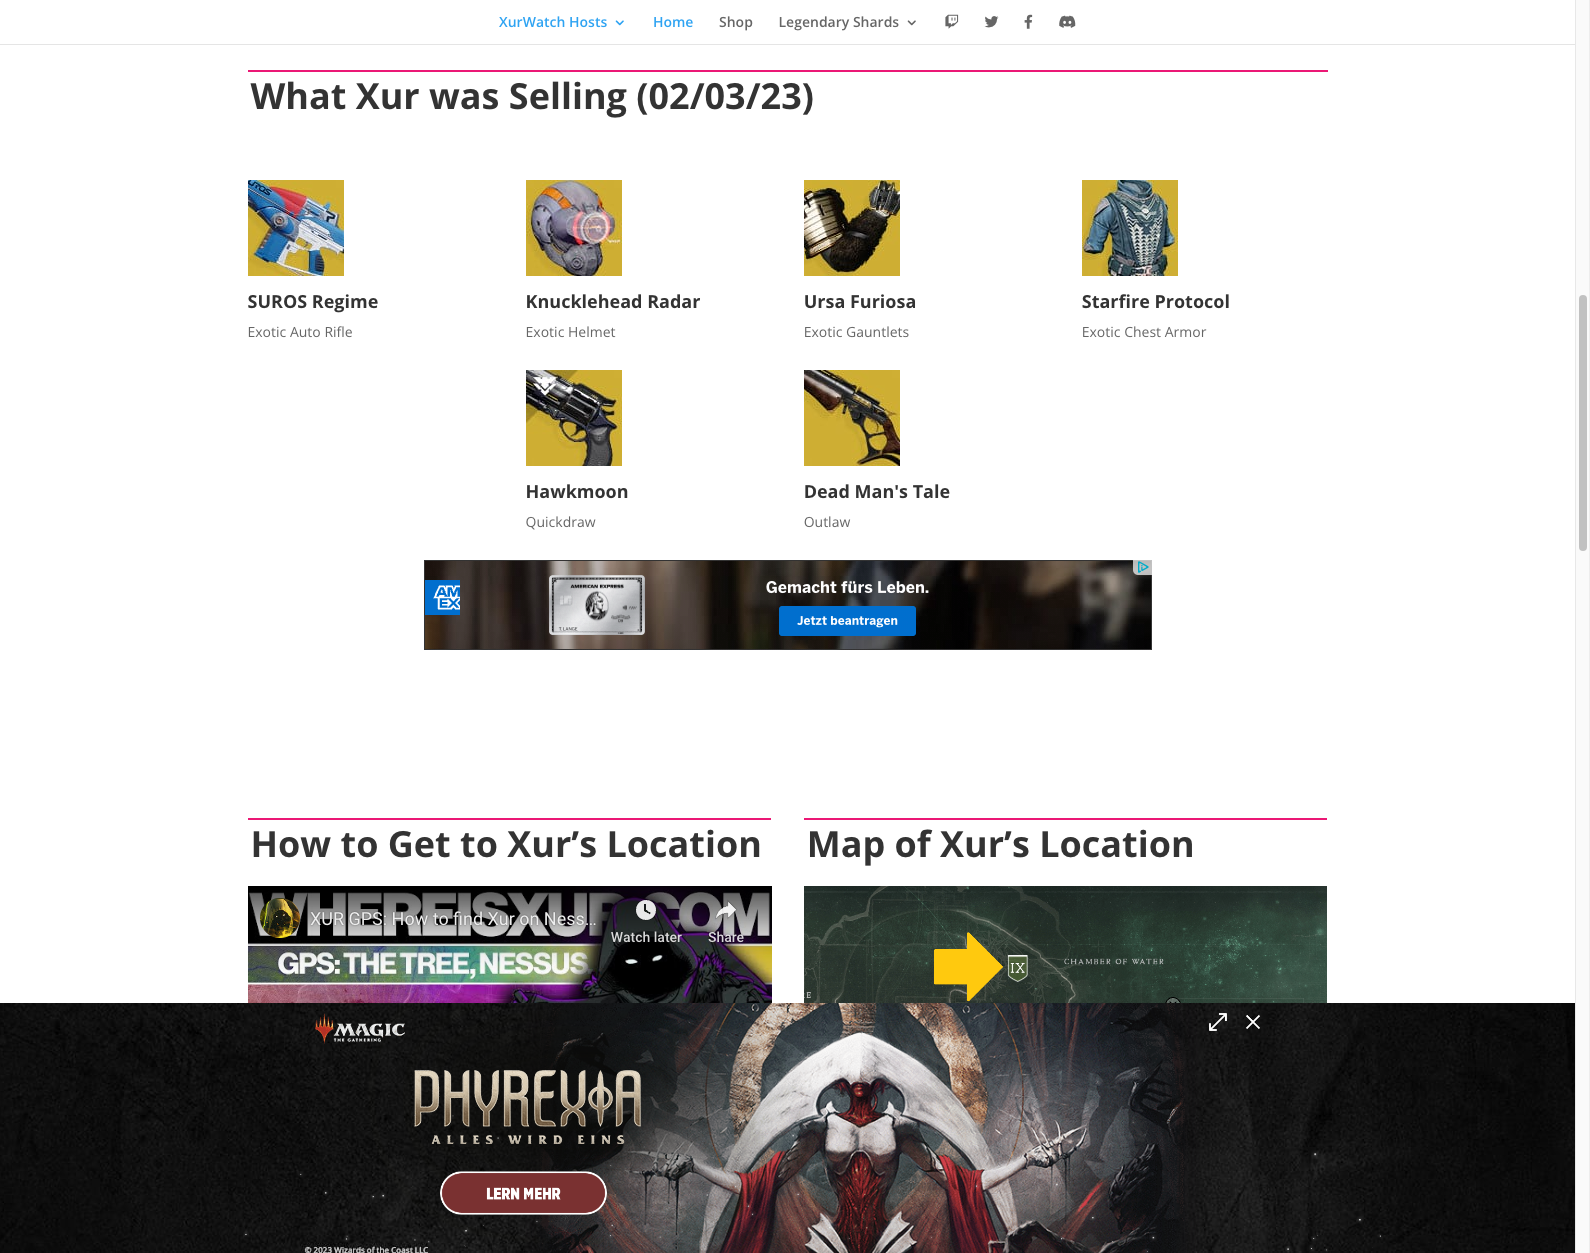 XurWatch Hosts Home Shop Legendary Shards
What Xur was Selling (02/03/23)
SUROS
SUROS Regime
Exotic Auto Rifle
Knucklehead Radar
Exotic Helmet
Ursa Furiosa
Exotic Gauntlets
Starfire Protocol
Exotic Chest Armor
Hawkmoon
Quickdraw
Dead Man's Tale
Outlaw
AM
EX
AMERICAN EXPRESS
T LANGE
Gemacht fürs Leben.
Jetzt beantragen
How to Get to Xur’s Location
WHEREISXUR.COM
XUR GPS: How to find Xur on Ness...
Watch later
Share
GPS: THE TREE, NESSUS
Map of Xur’s Location
IX
CHAMBER OF WATER
E
MAGIC
THE GATHERING
PHYREXIA
ALLES WIRD EINS
LERN MEHR
© 2023 Wizards of the Coast LLC